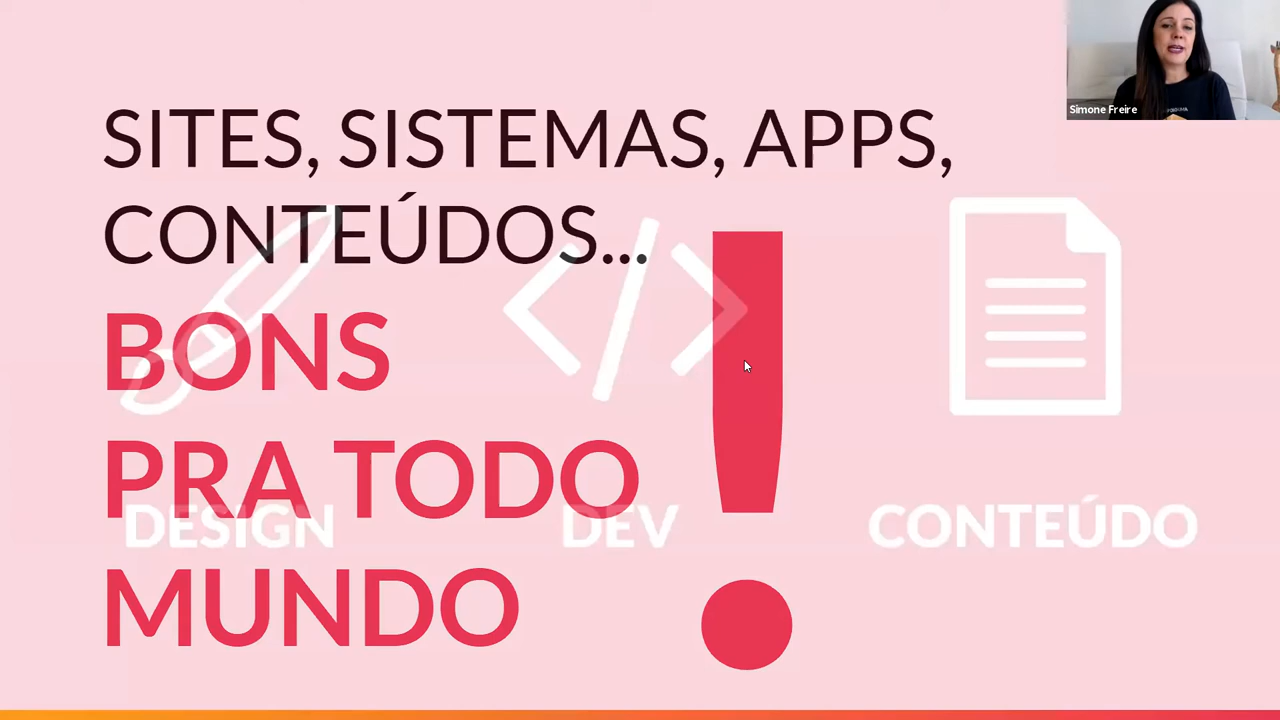 Simone Freire
SITES, SISTEMAS, APPS,
CONTEÚDOS...
BONS
PRA TODO
MUNDO
!
DESIGN
</>
DEV
CONTEÚDO